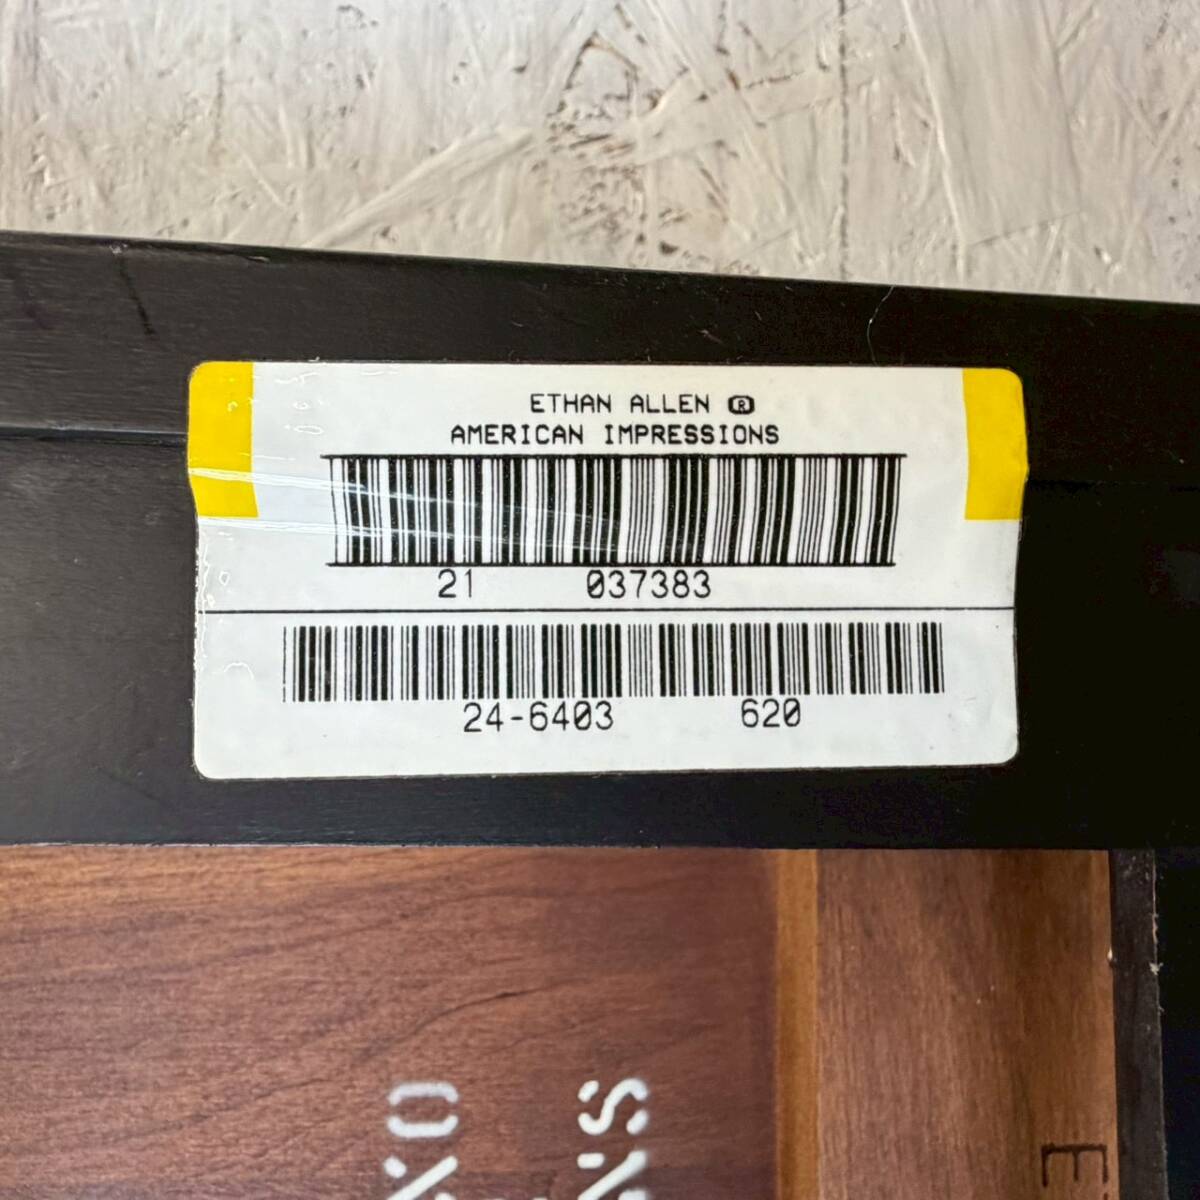 ETHAN ALLEN ®
AMERICAN IMPRESSIONS
21 037383
24-6403 620
E